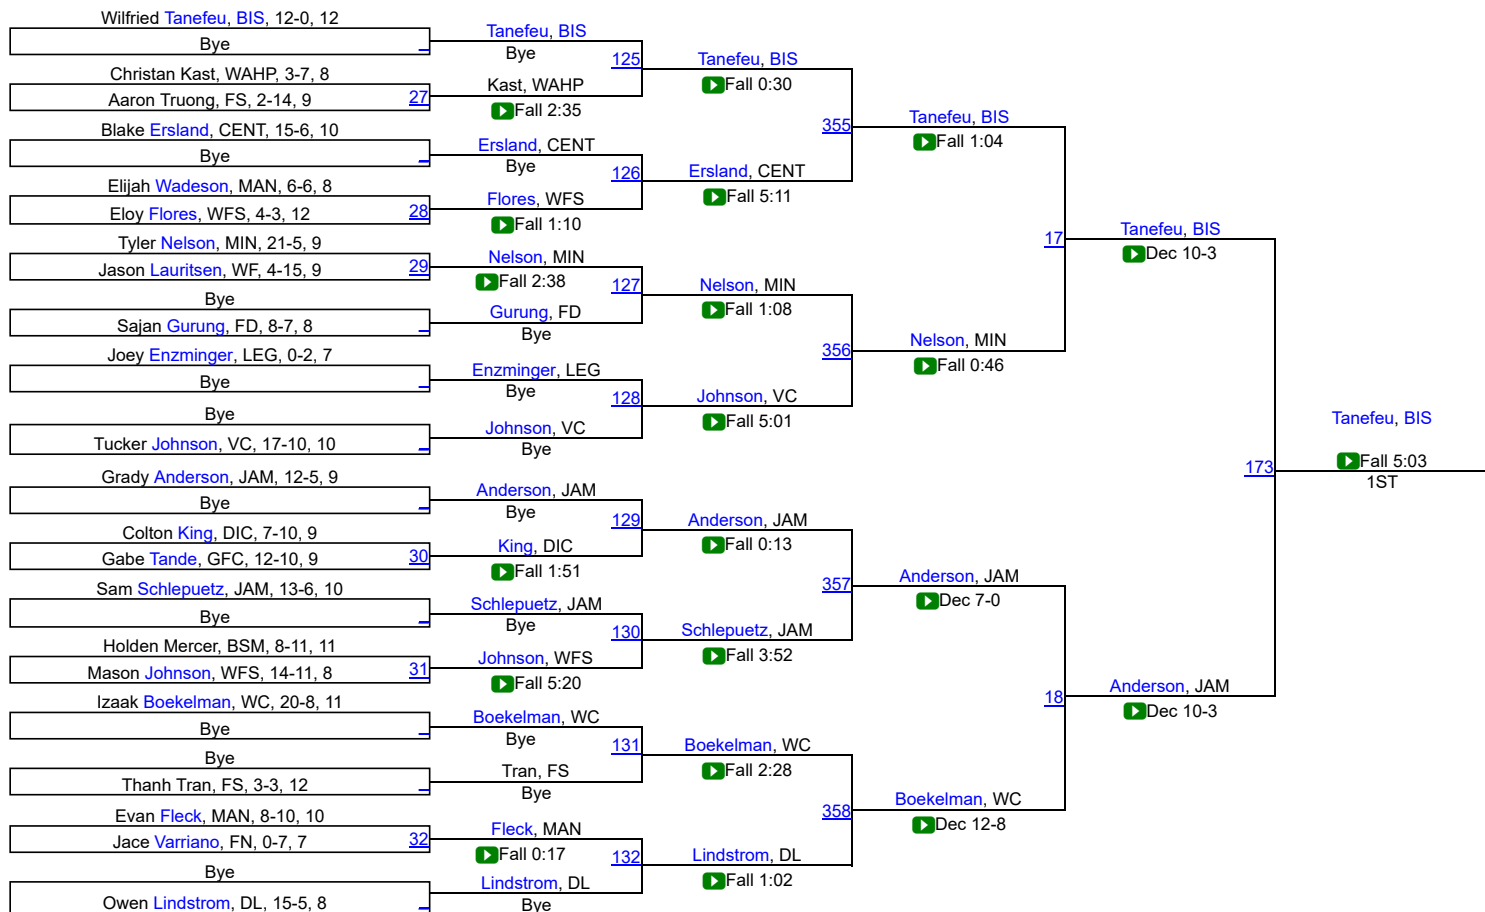 Wilfried Tanefeu, BIS, 12-0, 12
Bye
Christan Kast, WAHP, 3-7, 8
Aaron Truong, FS, 2-14, 9
27
Blake Ersland, CENT, 15-6, 10
Bye
Elijah Wadeson, MAN, 6-6, 8
Eloy Flores, WFS, 4-3, 12
28
Tyler Nelson, MIN, 21-5, 9
Jason Lauritsen, WF, 4-15, 9
29
Bye
Sajan Gurung, FD, 8-7, 8
Joey Enzminger, LEG, 0-2, 7
Bye
Bye
Tucker Johnson, VC, 17-10, 10
Grady Anderson, JAM, 12-5, 9
Bye
Colton King, DIC, 7-10, 9
Gabe Tande, GFC, 12-10, 9
30
Sam Schlepuetz, JAM, 13-6, 10
Bye
Holden Mercer, BSM, 8-11, 11
Mason Johnson, WFS, 14-11, 8
31
Izaak Boekelman, WC, 20-8, 11
Bye
Bye
Thanh Tran, FS, 3-3, 12
Evan Fleck, MAN, 8-10, 10
Jace Varriano, FN, 0-7, 7
32
Bye
Owen Lindstrom, DL, 15-5, 8
Tanefeu, BIS
Bye
125
Kast, WAHP
Fall 2:35
Ersland, CENT
Bye
126
Flores, WFS
Fall 1:10
Nelson, MIN
Fall 2:38
127
Gurung, FD
Bye
Enzminger, LEG
Bye
128
Johnson, VC
Bye
Anderson, JAM
Bye
129
King, DIC
Fall 1:51
Schlepuetz, JAM
Bye
130
Johnson, WFS
Fall 5:20
Boekelman, WC
Bye
131
Tran, FS
Bye
Fleck, MAN
Fall 0:17
132
Lindstrom, DL
Bye
Tanefeu, BIS
Fall 0:30
355
Ersland, CENT
Fall 5:11
Nelson, MIN
Fall 1:08
356
Johnson, VC
Fall 5:01
Anderson, JAM
Fall 0:13
357
Schlepuetz, JAM
Fall 3:52
Boekelman, WC
Fall 2:28
358
Lindstrom, DL
Fall 1:02
Tanefeu, BIS
Fall 1:04
17
Nelson, MIN
Fall 0:46
Anderson, JAM
Dec 7-0
18
Boekelman, WC
Dec 12-8
Tanefeu, BIS
Dec 10-3
173
Anderson, JAM
Dec 10-3
Tanefeu, BIS
Fall 5:03
1ST